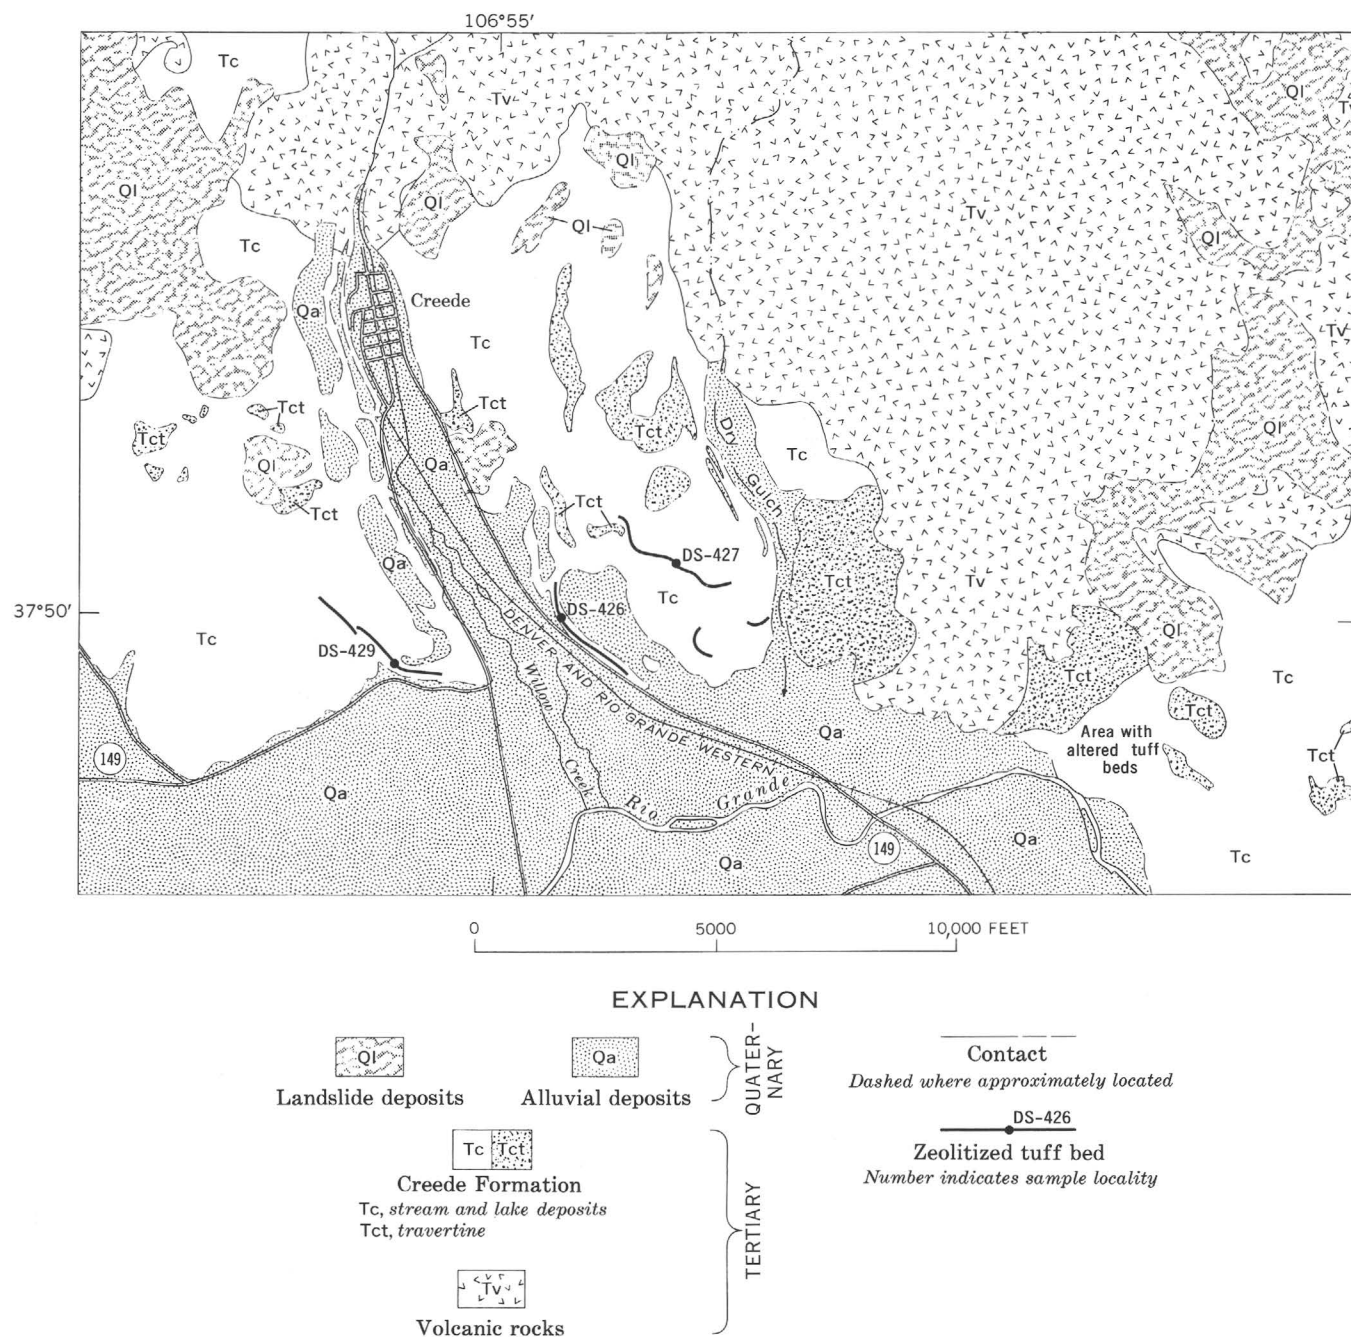 106°55′
Tc
Tv
Ql
Ql
Ql
Tv
Ql
Ql
Tc
Ql
Tv
Qa
Creede
Tc
Tv
Tct
Tct
Tct
Tct
Dry
Tc
Ql
Ql
Qa
Gulch
Tct
Tct
DS-427
Qa
Tct
Tv
37°50′
DS-426
Tc
Ql
Tc
DS-429
Tct
Tc
Tct
149
Willow
Creek
DENVER AND RIO GRANDE WESTERN
Qa
Area with
altered tuff
beds
Tct
Qa
Rio Grande
149
Qa
Qa
Tc
0 5000 10,000 FEET
EXPLANATION
Ql
Landslide deposits
Qa
Alluvial deposits
QUATER-
NARY
Tc Tct
Creede Formation
Tc, stream and lake deposits
Tct, travertine
Tv
Volcanic rocks
TERTIARY
Contact
Dashed where approximately located
DS-426
Zeolitized tuff bed
Number indicates sample locality